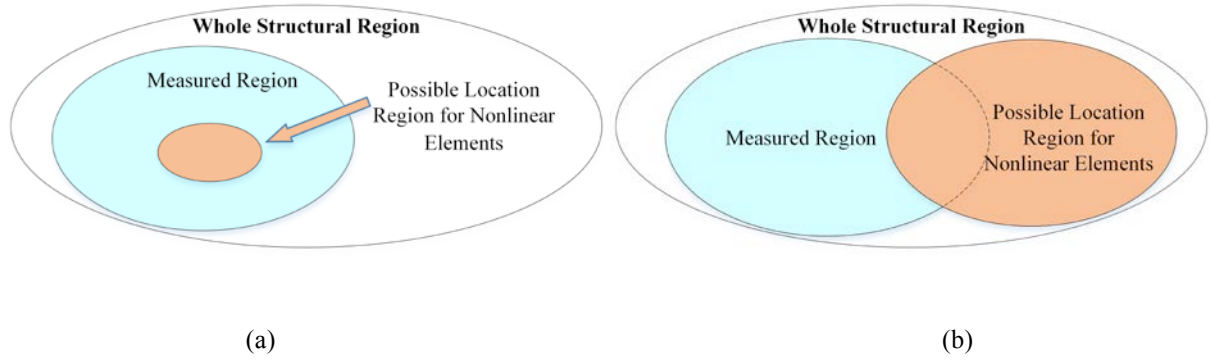 Whole Structural Region
Measured Region
Possible Location
Region for Nonlinear
Elements
(a)
Whole Structural Region
Measured Region
Possible Location
Region for
Nonlinear Elements
(b)